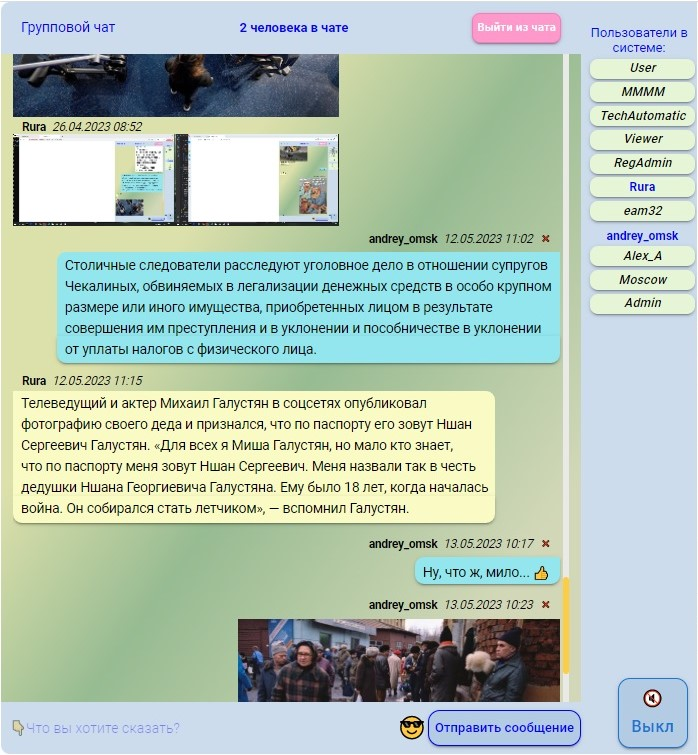 Групповой чат
2 человека в чате
Выйти из чата
Rura 26.04.2023 08:52
andrey_omsk 12.05.2023 11:02
Столичные следователи расследуют уголовное дело в отношении супругов
Чекалиных, обвиняемых в легализации денежных средств в особо крупном
размере или иного имущества, приобретенных лицом в результате
совершения им преступления и в уклонении и пособничестве в уклонении
от уплаты налогов с физического лица.
Rura 12.05.2023 11:15
Телеведущий и актер Михаил Галустян в соцсетях опубликовал
фотографию своего деда и признался, что по паспорту его зовут Ншан
Сергеевич Галустян. «Для всех я Миша Галустян, но мало кто знает,
что по паспорту меня зовут Ншан Сергеевич. Меня назвали так в честь
дедушки Ншана Георгиевича Галустяна. Ему было 18 лет, когда началась
война. Он собирался стать летчиком», — вспомнил Галустян.
andrey_omsk 13.05.2023 10:17
Ну, что ж, мило... 👍
andrey_omsk 13.05.2023 10:23
Что вы хотите сказать?
Отправить сообщение
Пользователи в
системе:
User
MMMM
TechAutomatic
Viewer
RegAdmin
Rura
eam32
andrey_omsk
Alex_A
Moscow
Admin
Выкл